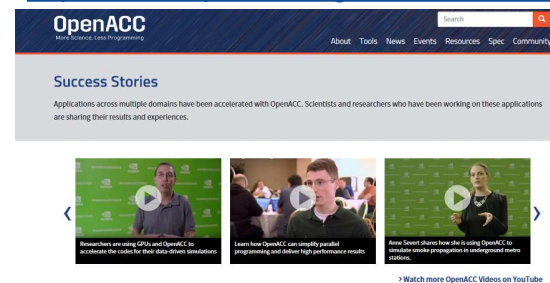 OpenACC
More Science, Less Programming
Search
About Tools News Events Resources Spec Community
Success Stories
Applications across multiple domains have been accelerated with OpenACC. Scientists and researchers who have been working on these applications
are sharing their results and experiences.
Researchers are using GPUs and OpenACC to
accelerate the codes for their data-driven simulations
Learn how OpenACC can simplify parallel
programming and deliver high performance results
Anne Severt shares how she is using OpenACC to
simulate smoke propagation in underground metro
stations.
>Watch more OpenACC Videos on YouTube